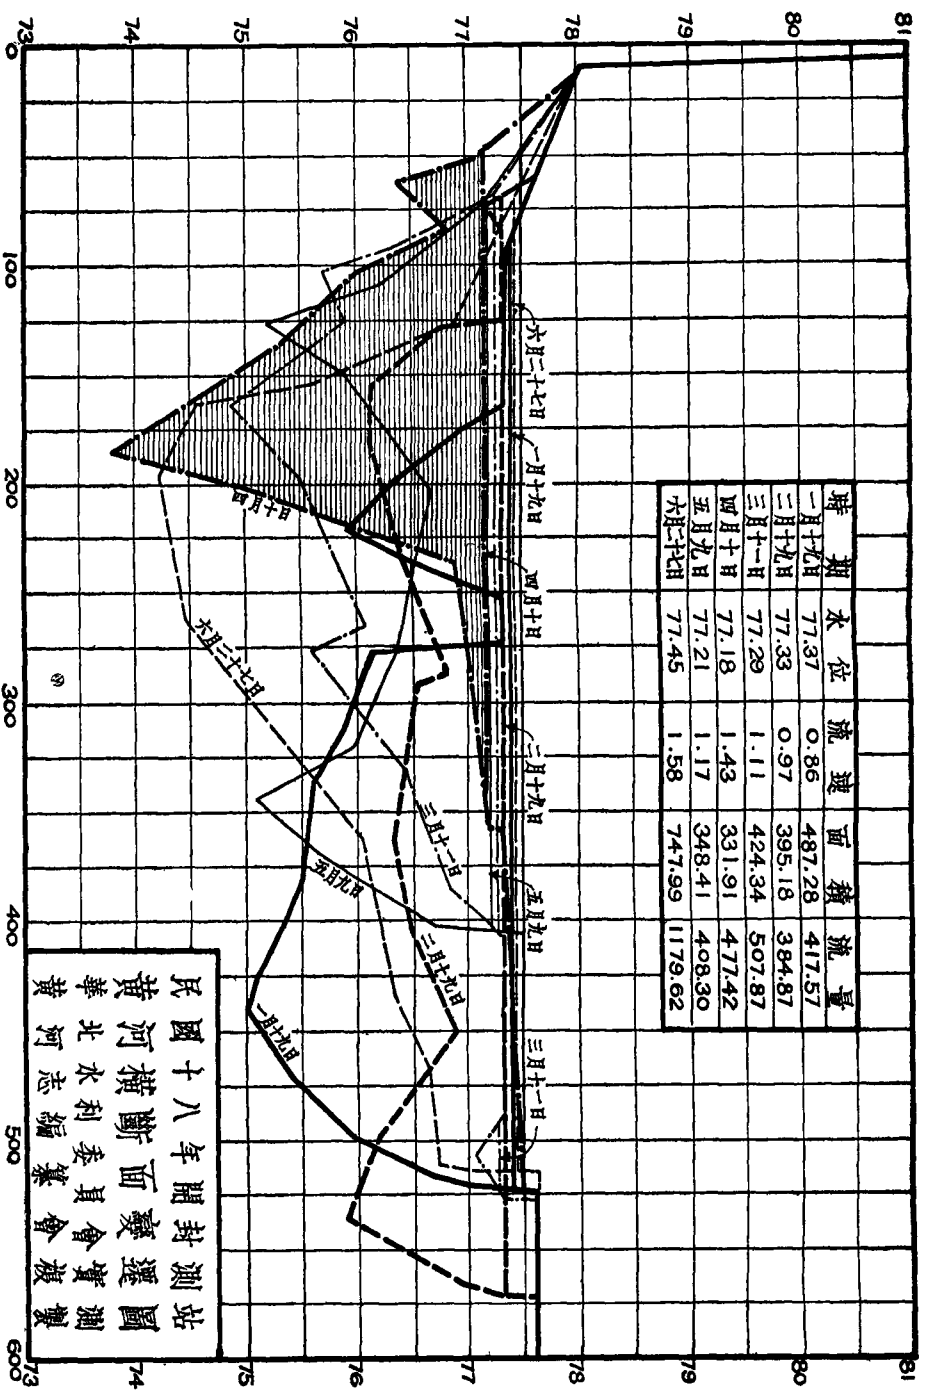 81
80
79
78
77
76
75
74
73
0
100
200
300
400
500
600
81
80
79
78
77
76
75
74
73
時期 水位 流速 面積 流量
一月十九日 77.37 0.86 487.28 417.57
二月十九日 77.33 0.97 395.18 384.87
三月十一日 77.29 1.11 424.34 507.87
四月十日 77.18 1.43 331.91 477.42
五月九日 77.21 1.17 348.41 408.30
六月二十七日 77.45 1.58 747.99 1179.62
六月二十七日
一月十九日
四月十日
二月十九日
五月九日
三月十一日
四月十日
六月二十七日
三月十一日
五月九日
二月十九日
一月十九日
民國十八年開封測站
黃河橫斷面變遷圖
華北水利委員會實測
黃河志編纂會複製